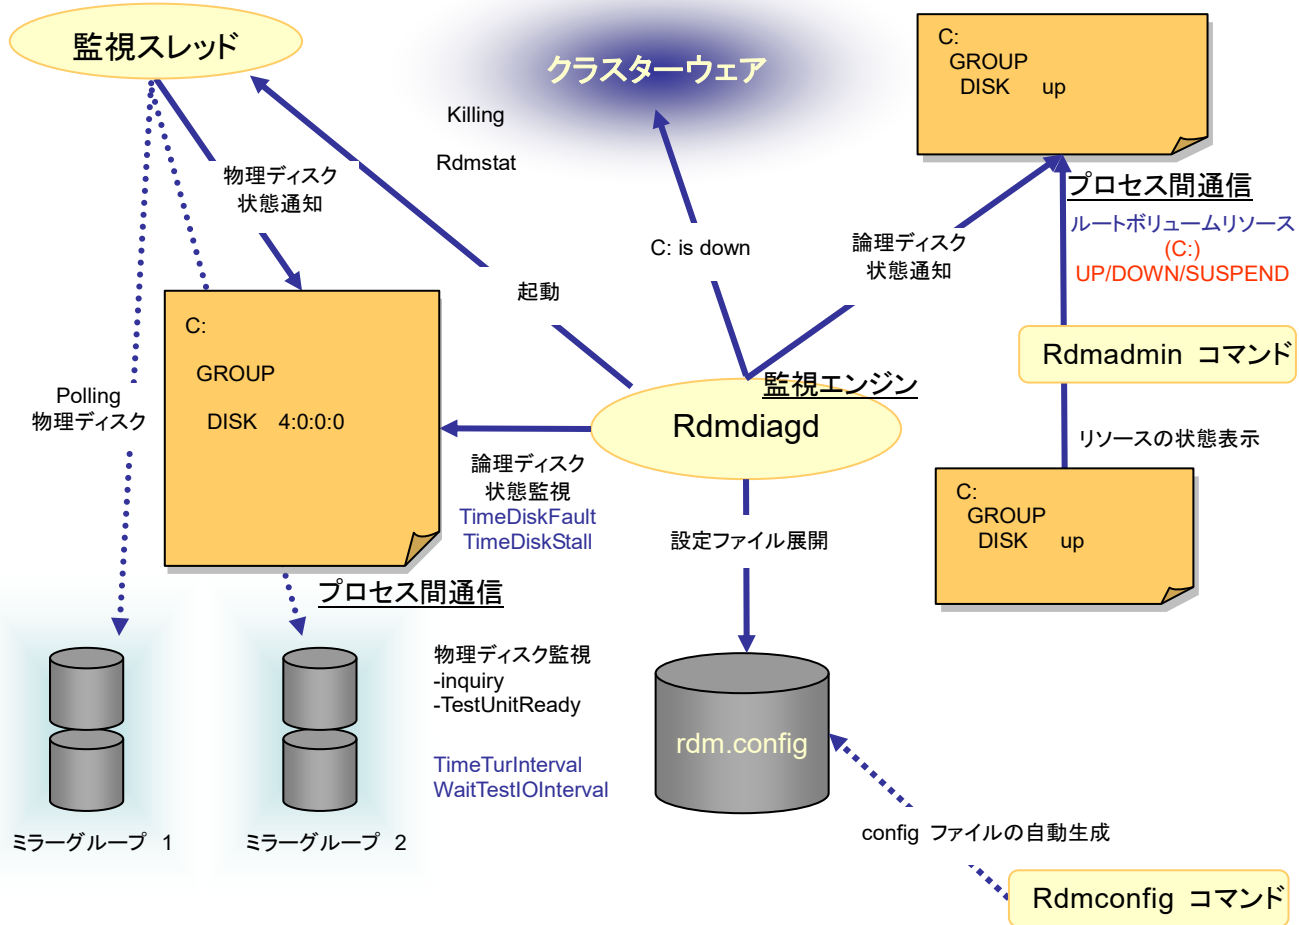 監視スレッド
クラスターウェア
C:
GROUP
DISK up
Killing
Rdmstat
物理ディスク
状態通知
プロセス間通信
ルートボリュームリソース
(C:)
UP/DOWN/SUSPEND
C: is down
論理ディスク
状態通知
起動
C:
GROUP
DISK 4:0:0:0
Rdmadmin コマンド
Polling
物理ディスク
監視エンジン
Rdmdiagd
リソースの状態表示
論理ディスク
状態監視
TimeDiskFault
TimeDiskStall
設定ファイル展開
C:
GROUP
DISK up
プロセス間通信
物理ディスク監視
-inquiry
-TestUnitReady
TimeTurInterval
WaitTestIOInterval
rdm.config
ミラーグループ 1
ミラーグループ 2
config ファイルの自動生成
Rdmconfig コマンド